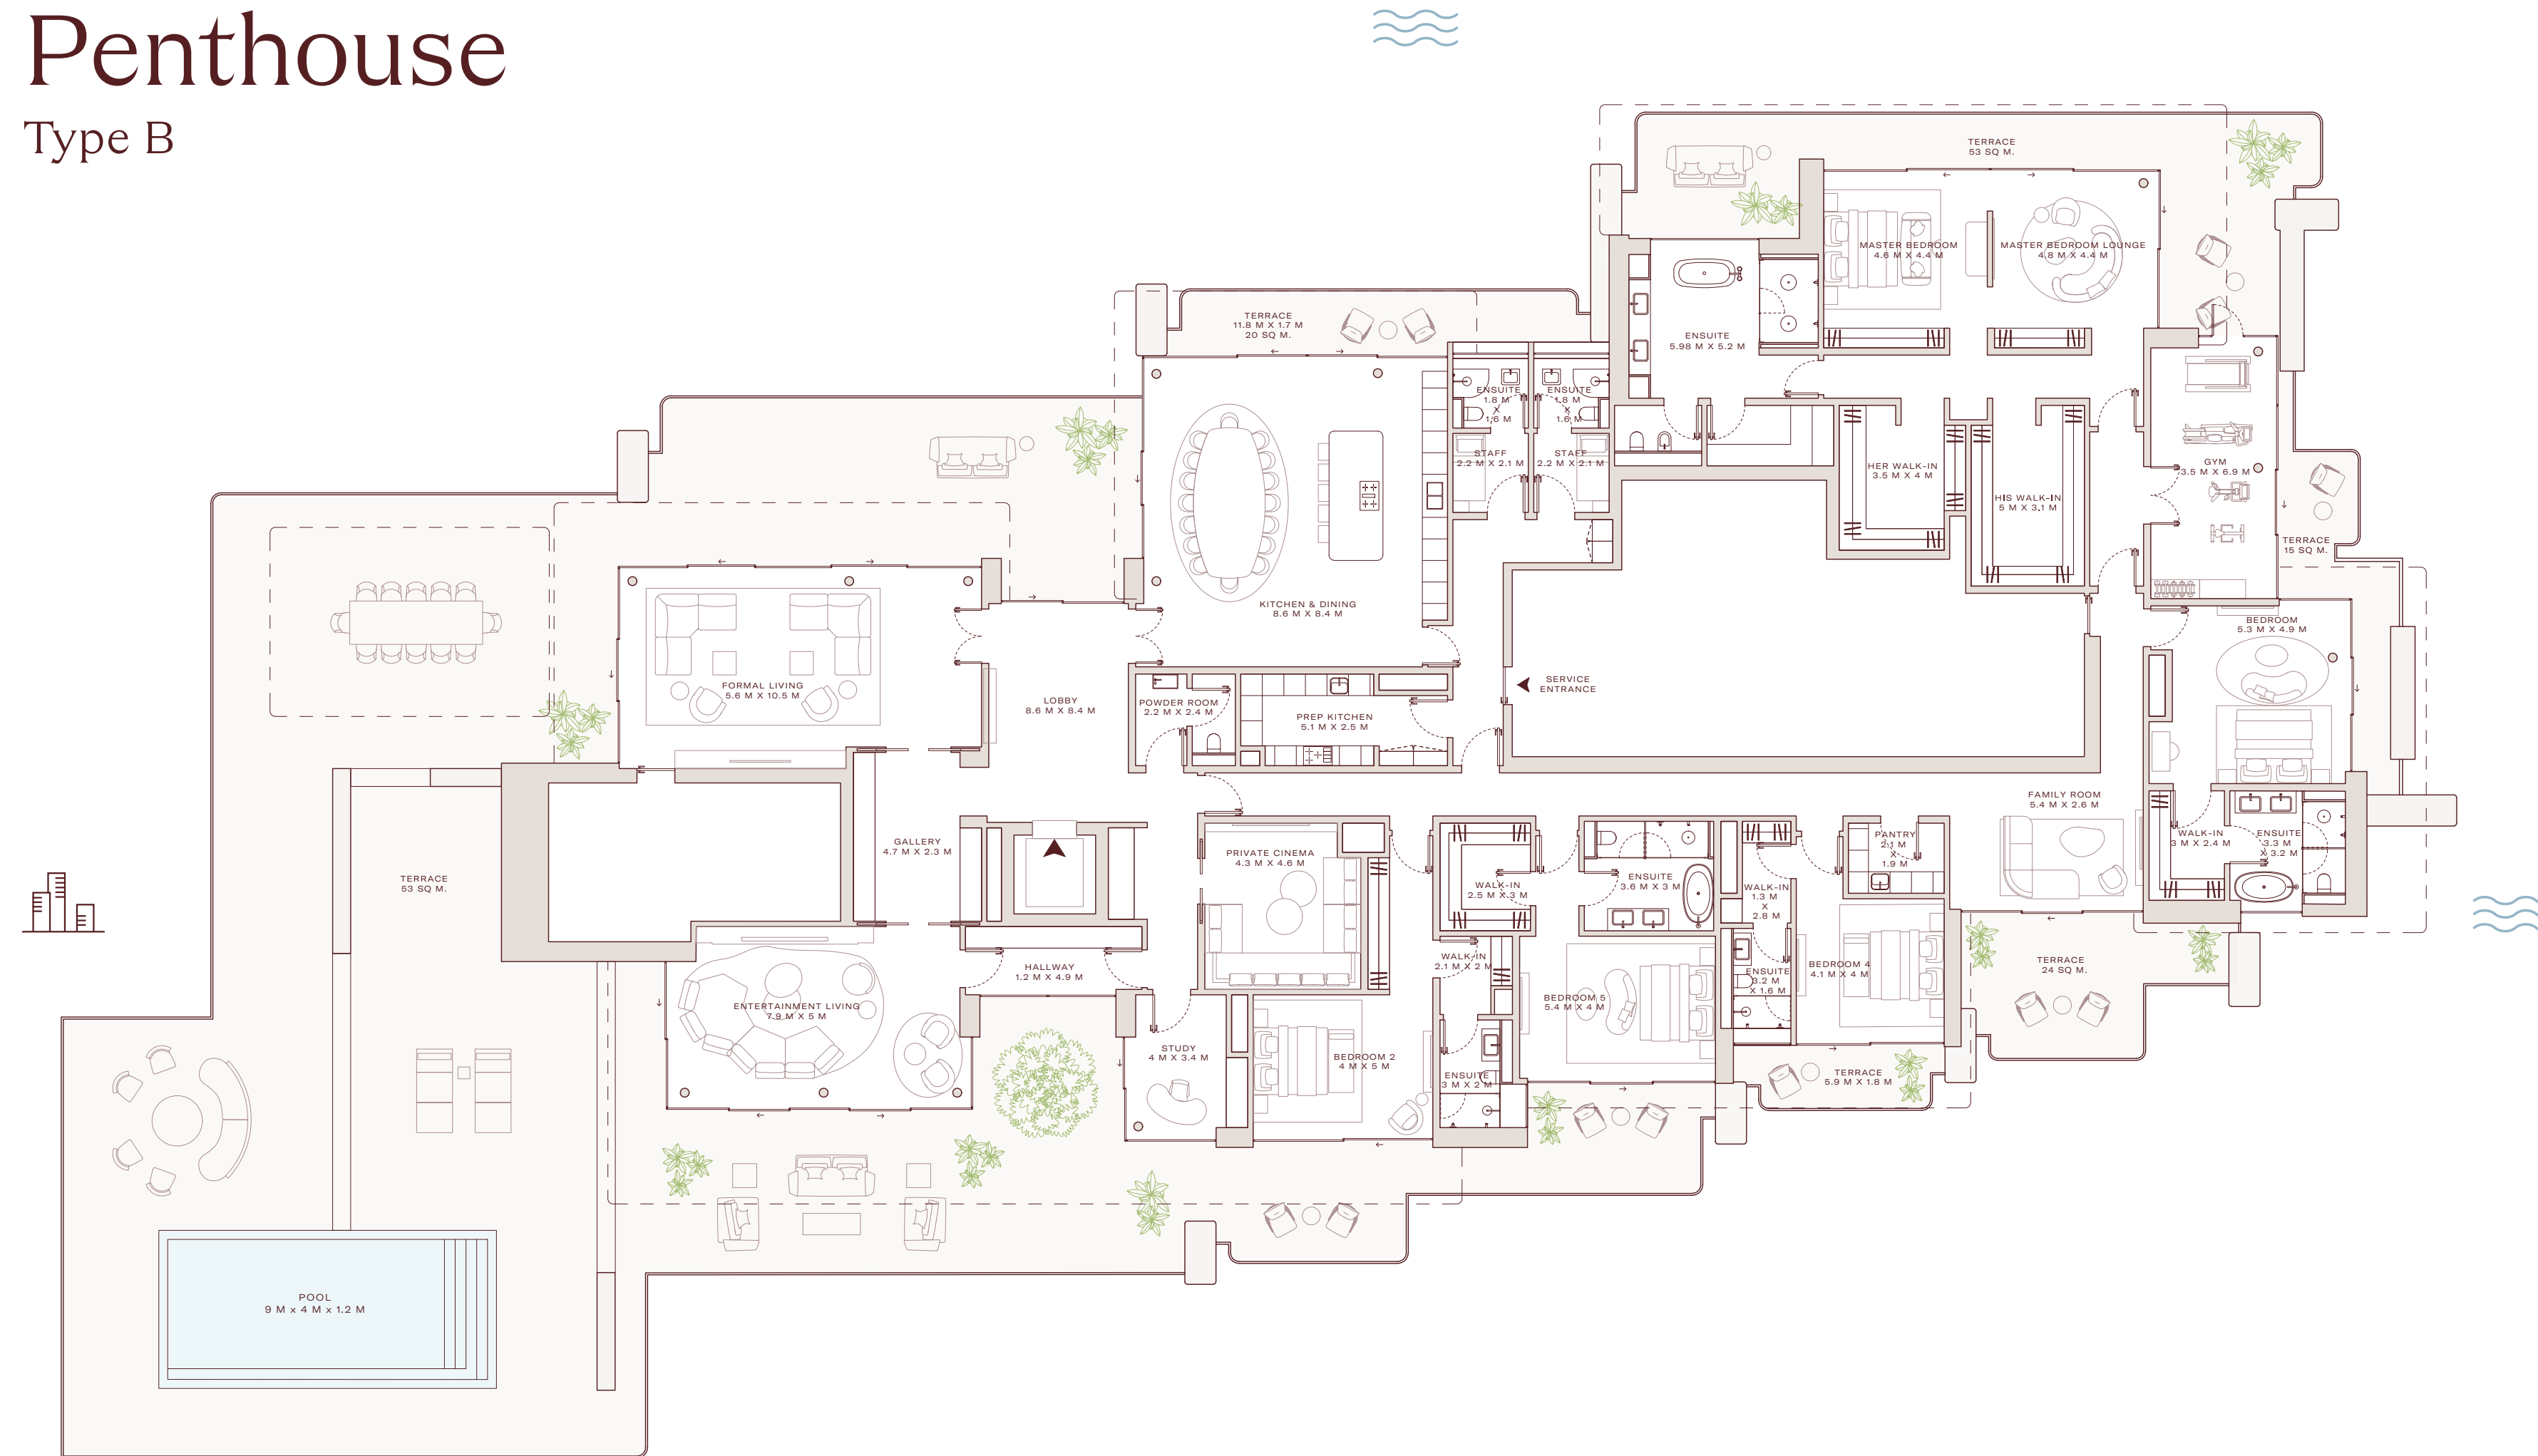 Penthouse
Type B
TERRACE
53 SQ M.
MASTER BEDROOM
4.6 M X 4.4 M
MASTER BEDROOM LOUNGE
4.8 M X 4.4 M
TERRACE
11.8 M X 1.7 M
20 SQ M.
ENSUITE
5.98 M X 5.2 M
ENSUITE
1.8 M
X
1.6 M
ENSUITE
1.8 M
X
1.6 M
STAFF
2.2 M X 2.1 M
STAFF
2.2 M X 2.1 M
HER WALK-IN
3.5 M X 4 M
HIS WALK-IN
5 M X 3.1 M
GYM
3.5 M X 6.9 M
TERRACE
15 SQ M.
KITCHEN & DINING
8.6 M X 8.4 M
BEDROOM
5.3 M X 4.9 M
FORMAL LIVING
5.6 M X 10.5 M
LOBBY
8.6 M X 8.4 M
POWDER ROOM
2.2 M X 2.4 M
PREP KITCHEN
5.1 M X 2.5 M
SERVICE
ENTRANCE
FAMILY ROOM
5.4 M X 2.6 M
GALLERY
4.7 M X 2.3 M
PRIVATE CINEMA
4.3 M X 4.6 M
WALK-IN
2.5 M X 3 M
ENSUITE
3.6 M X 3 M
WALK-IN
1.3 M
X
2.8 M
PANTRY
2.1 M
X
1.9 M
WALK-IN
3 M X 2.4 M
ENSUITE
3.3 M
X 3.2 M
TERRACE
53 SQ M.
HALLWAY
1.2 M X 4.9 M
WALK-IN
2.1 M X 2 M
ENSUITE
3.2 M
X 1.6 M
BEDROOM 4
4.1 M X 4 M
TERRACE
24 SQ M.
ENTERTAINMENT LIVING
7.9 M X 5 M
BEDROOM 5
5.4 M X 4 M
STUDY
4 M X 3.4 M
BEDROOM 2
4 M X 5 M
ENSUITE
3 M X 2 M
TERRACE
5.9 M X 1.8 M
POOL
9 M x 4 M x 1.2 M